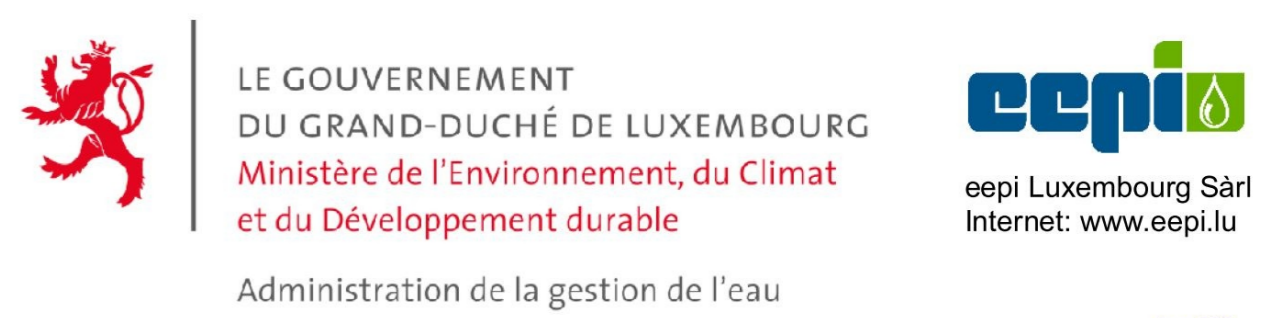 LE GOUVERNEMENT
DU GRAND-DUCHÉ DE LUXEMBOURG
Ministère de l'Environnement, du Climat
et du Développement durable
Administration de la gestion de l'eau
eepi
eepi Luxembourg Sàrl
Internet: www.eepi.lu